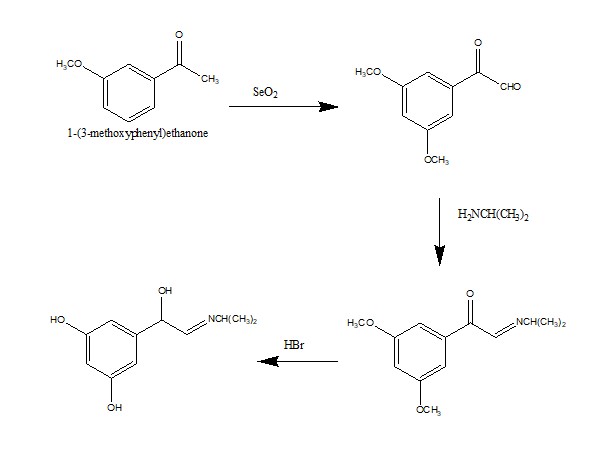 O
H₃CO
CH₃
1-(3-methoxyphenyl)ethanone
SeO₂
O
H₃CO
CHO
OCH₃
H₂NCH(CH₃)₂
OH
HO
NCH(CH₃)₂
OH
HBr
O
H₃CO
NCH(CH₃)₂
OCH₃